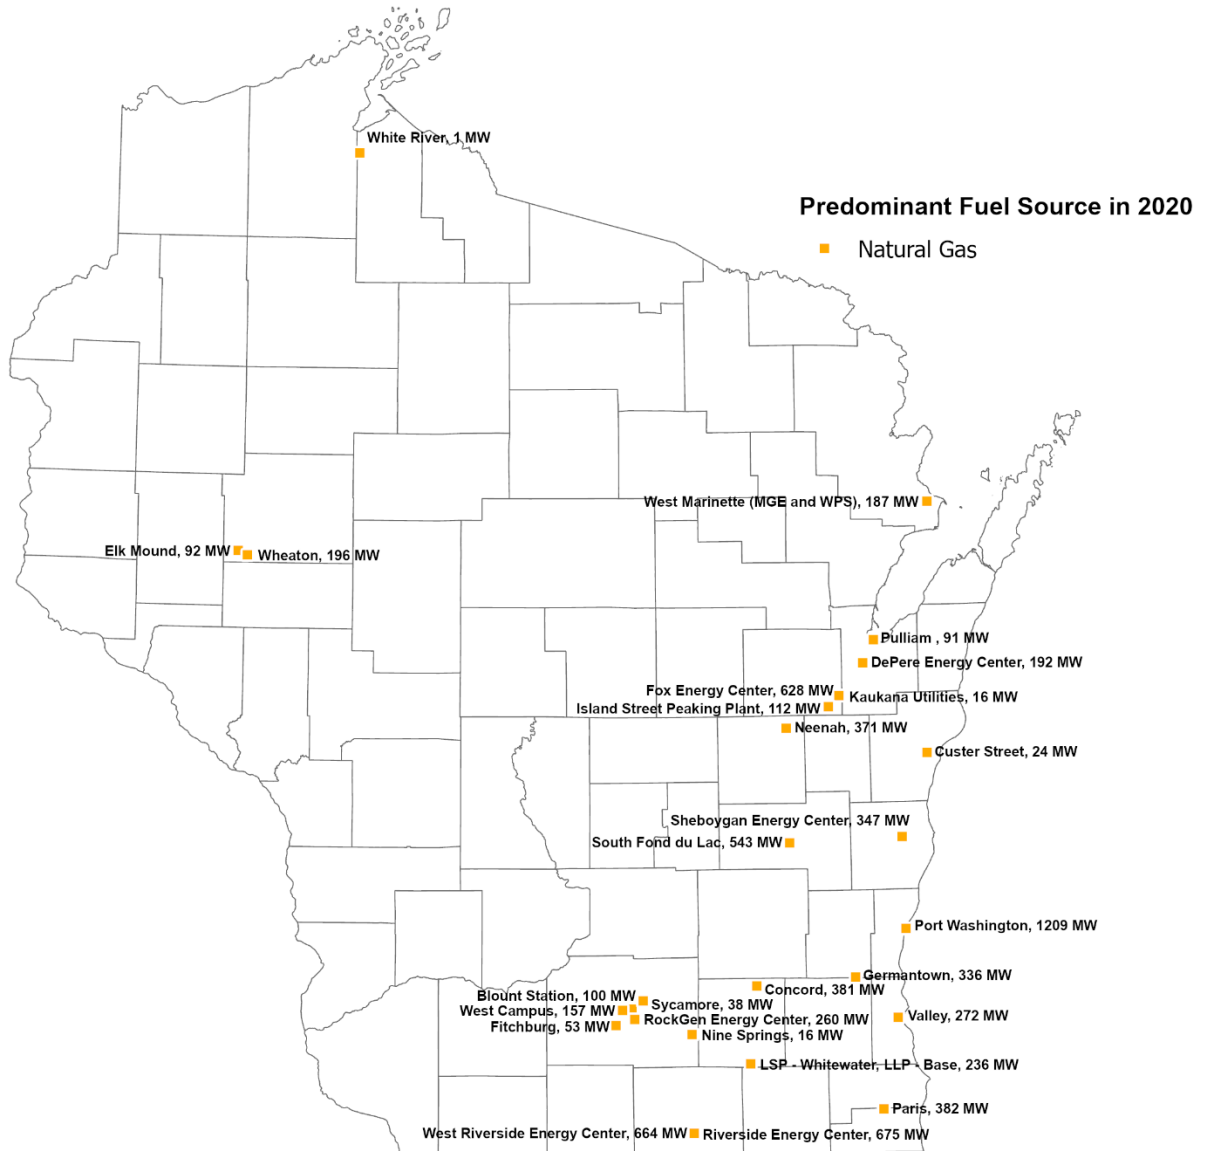 White River, 1 MW
Predominant Fuel Source in 2020
Natural Gas
West Marinette (MGE and WPS), 187 MW
Elk Mound, 92 MW
Wheaton, 196 MW
Pulliam , 91 MW
DePere Energy Center, 192 MW
Fox Energy Center, 628 MW
Kaukana Utilities, 16 MW
Island Street Peaking Plant, 112 MW
Neenah, 371 MW
Custer Street, 24 MW
Sheboygan Energy Center, 347 MW
South Fond du Lac, 543 MW
Port Washington, 1209 MW
Germantown, 336 MW
Concord, 381 MW
Blount Station, 100 MW
Sycamore, 38 MW
West Campus, 157 MW
RockGen Energy Center, 260 MW
Valley, 272 MW
Fitchburg, 53 MW
Nine Springs, 16 MW
LSP - Whitewater, LLP - Base, 236 MW
Paris, 382 MW
West Riverside Energy Center, 664 MW
Riverside Energy Center, 675 MW